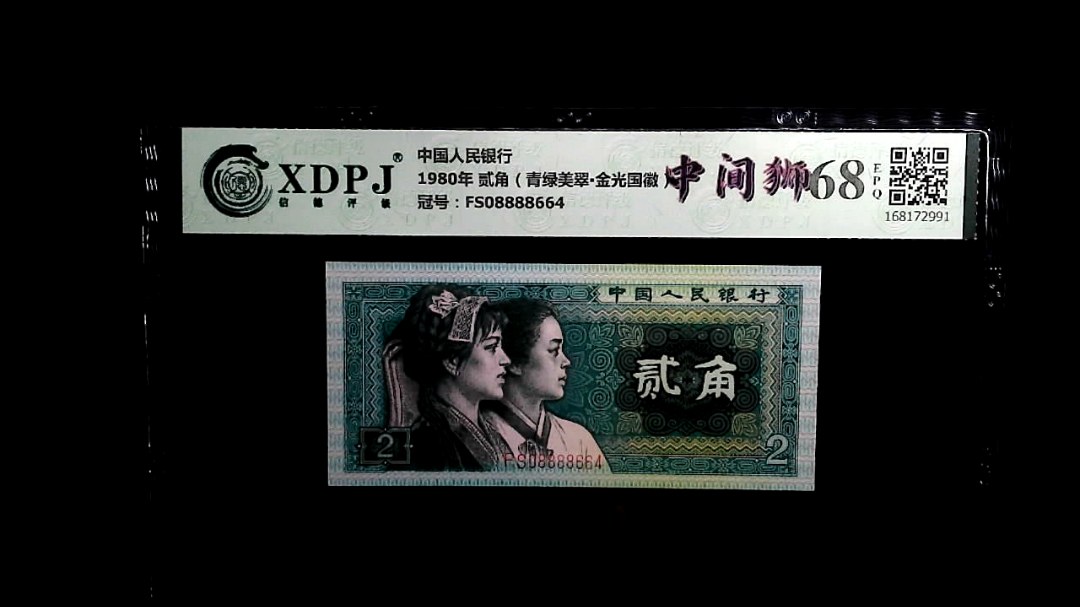 XDPJ®
信德评级
中国人民银行
1980年 贰角（青绿美翠·金光国徽）
冠号：FS08888664
中间狮
68
EPQ
168172991
中国人民银行
贰角
2
2
FS08888664